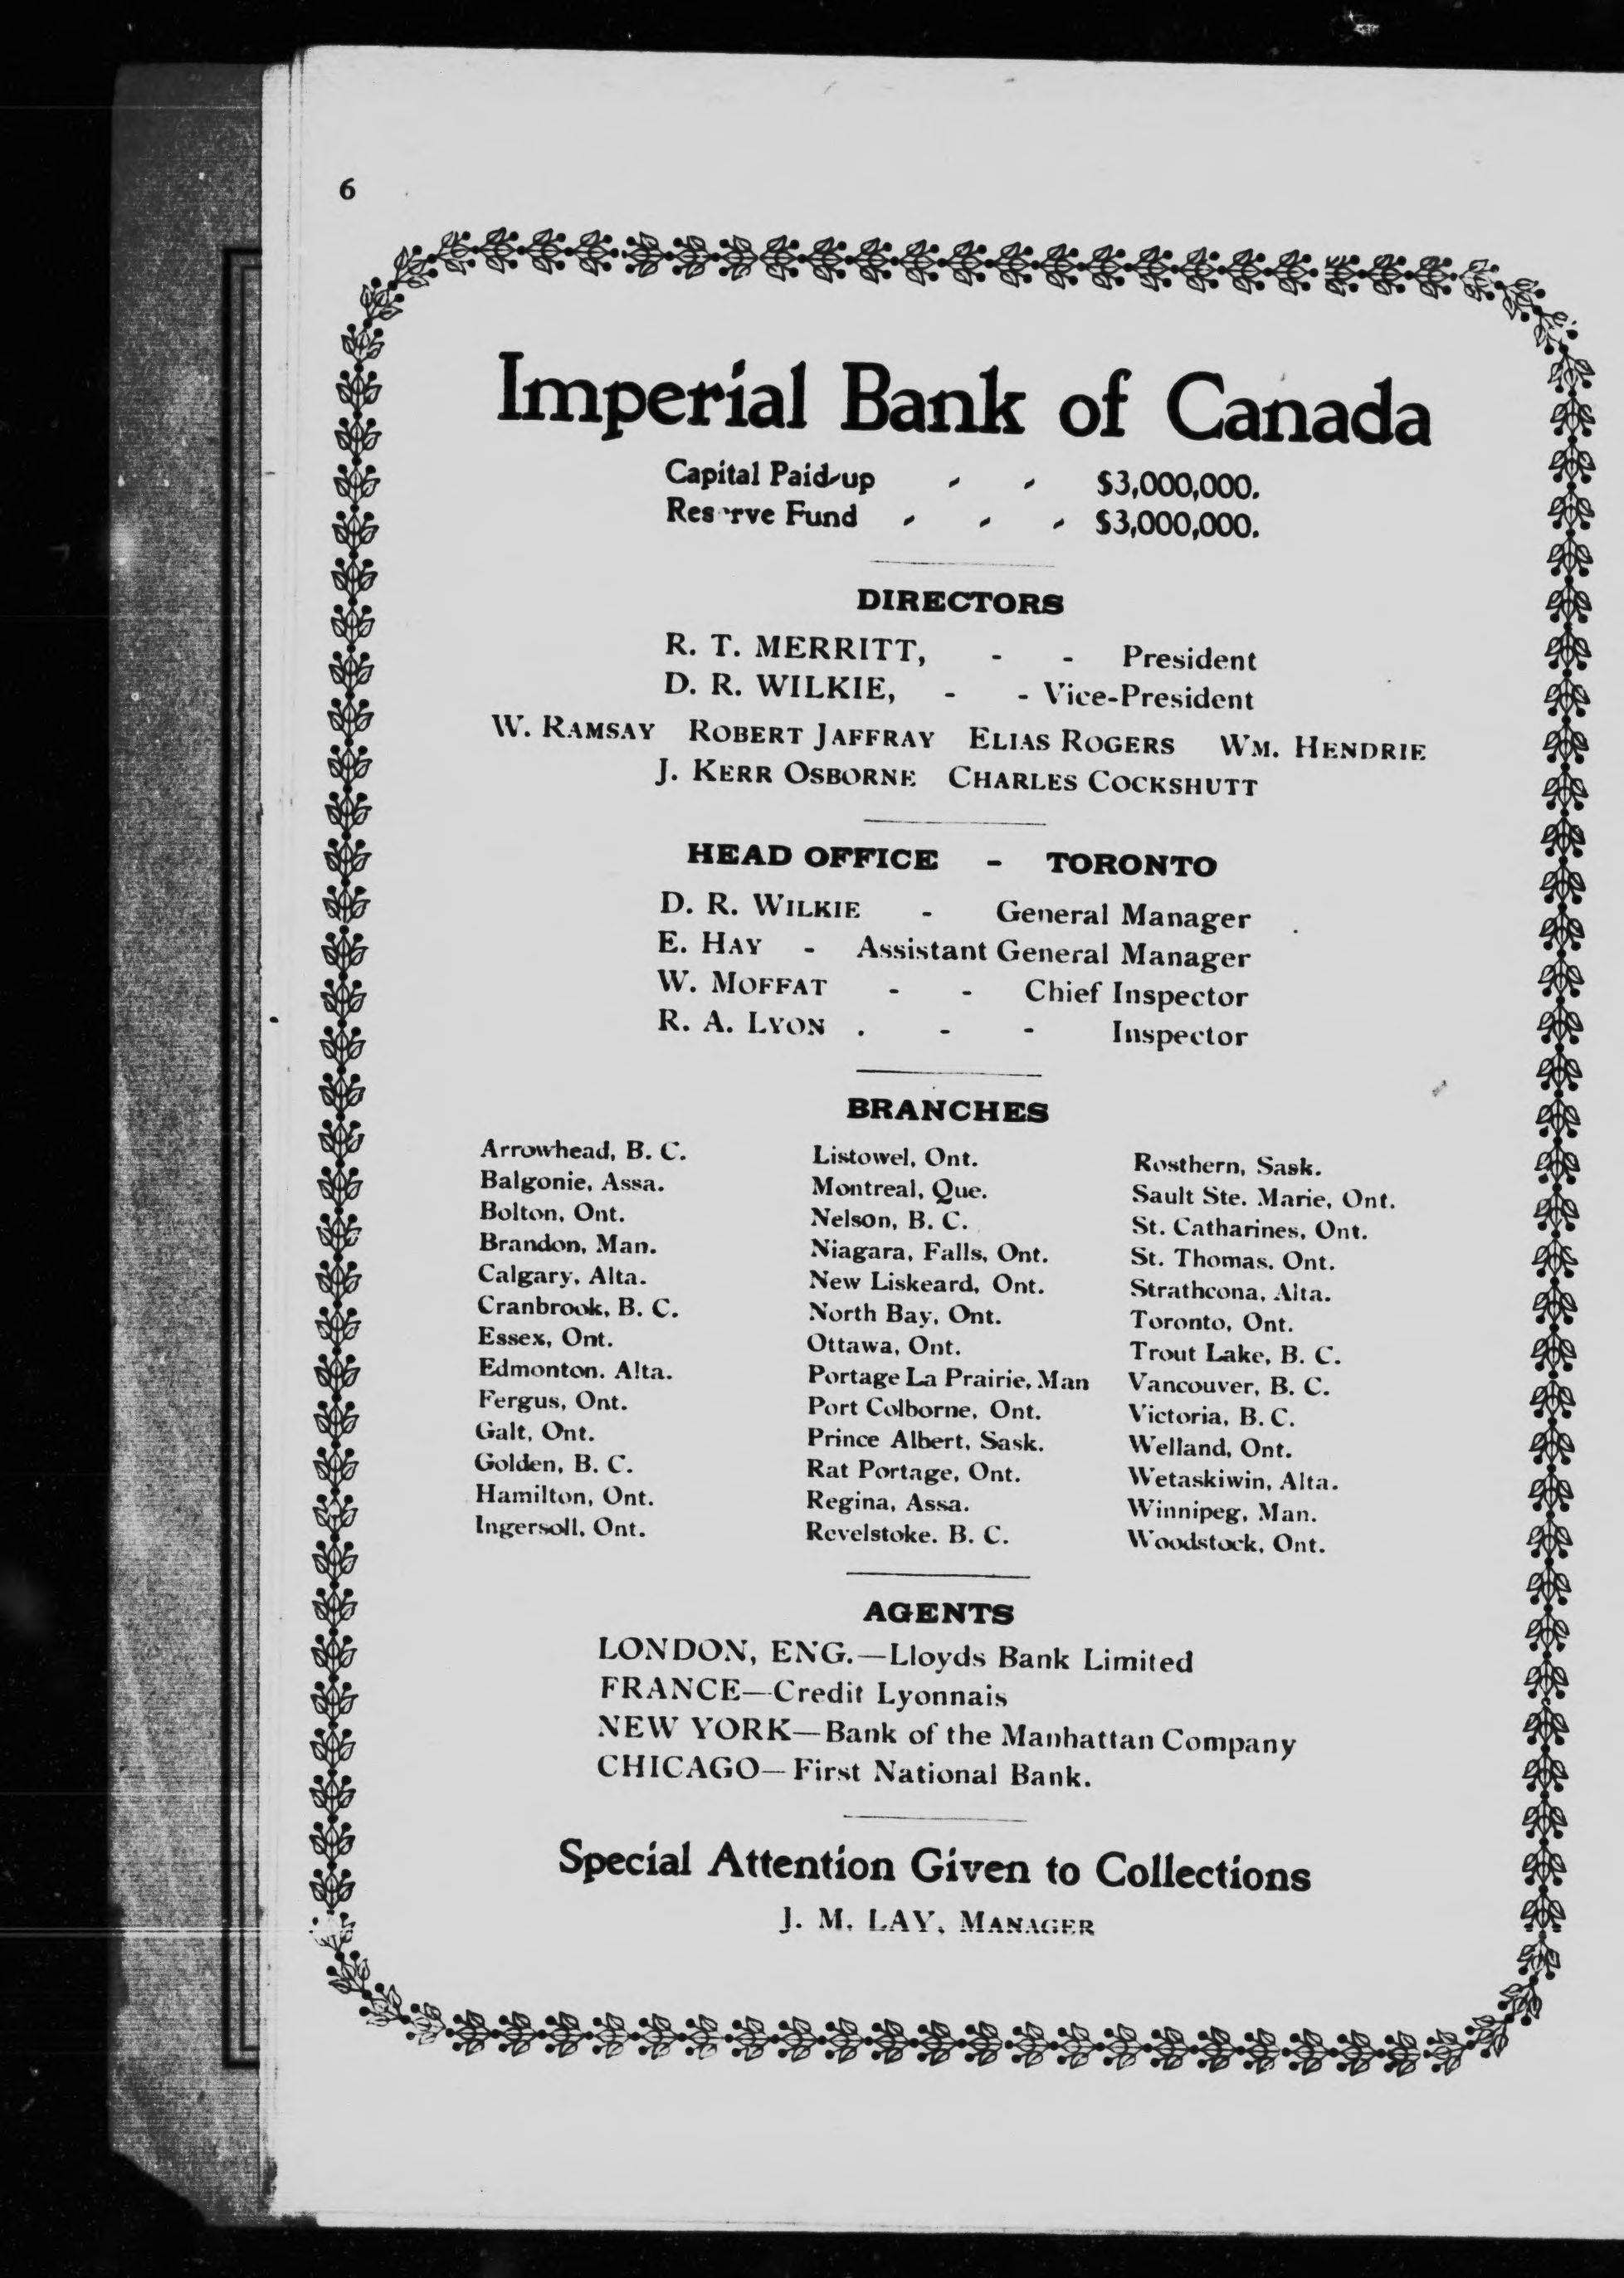 6
Imperial Bank of Canada
Capital Paid-up - - $3,000,000.
Reserve Fund - - - $3,000,000.
DIRECTORS
R. T. MERRITT, - - President
D. R. WILKIE, - - Vice-President
W. RAMSAY ROBERT JAFFRAY ELIAS ROGERS WM. HENDRIE
J. KERR OSBORNE CHARLES COCKSHUTT
HEAD OFFICE - TORONTO
D. R. WILKIE - General Manager
E. HAY - Assistant General Manager
W. MOFFAT - - Chief Inspector
R. A. LYON . - - Inspector
BRANCHES
Arrowhead, B. C.
Balgonie, Assa.
Bolton, Ont.
Brandon, Man.
Calgary, Alta.
Cranbrook, B. C.
Essex, Ont.
Edmonton. Alta.
Fergus, Ont.
Galt, Ont.
Golden, B. C.
Hamilton, Ont.
Ingersoll, Ont.
Listowel, Ont.
Montreal, Que.
Nelson, B. C.
Niagara, Falls, Ont.
New Liskeard, Ont.
North Bay, Ont.
Ottawa, Ont.
Portage La Prairie, Man
Port Colborne, Ont.
Prince Albert, Sask.
Rat Portage, Ont.
Regina, Assa.
Revelstoke. B. C.
Rosthern, Sask.
Sault Ste. Marie, Ont.
St. Catharines, Ont.
St. Thomas. Ont.
Strathcona, Alta.
Toronto, Ont.
Trout Lake, B. C.
Vancouver, B. C.
Victoria, B. C.
Welland, Ont.
Wetaskiwin, Alta.
Winnipeg, Man.
Woodstock, Ont.
AGENTS
LONDON, ENG.—Lloyds Bank Limited
FRANCE—Credit Lyonnais
NEW YORK—Bank of the Manhattan Company
CHICAGO—First National Bank.
Special Attention Given to Collections
J. M. LAY, MANAGER